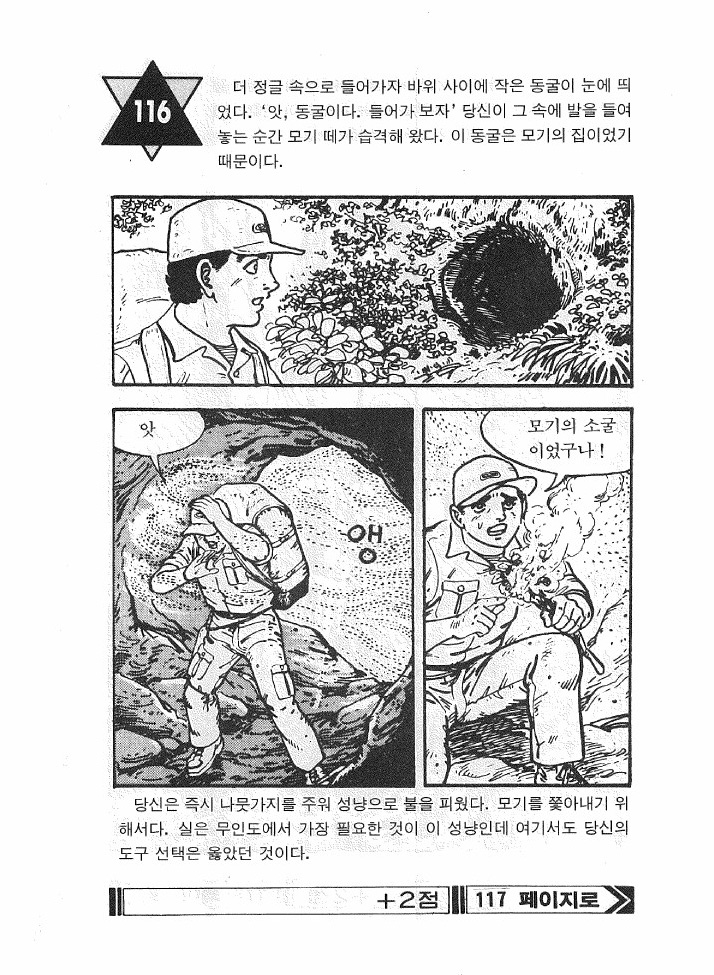 116
더 정글 속으로 들어가자 바위 사이에 작은 동굴이 눈에 띄
었다. ‘앗, 동굴이다. 들어가 보자’ 당신이 그 속에 발을 들여
놓는 순간 모기 떼가 습격해 왔다. 이 동굴은 모기의 집이었기
때문이다.
앗
앵
모기의 소굴
이었구나!
당신은 즉시 나뭇가지를 주워 성냥으로 불을 피웠다. 모기를 쫓아내기 위
해서다. 실은 무인도에서 가장 필요한 것이 이 성냥인데 여기서도 당신의
도구 선택은 옳았던 것이다.
+2점
117 페이지로